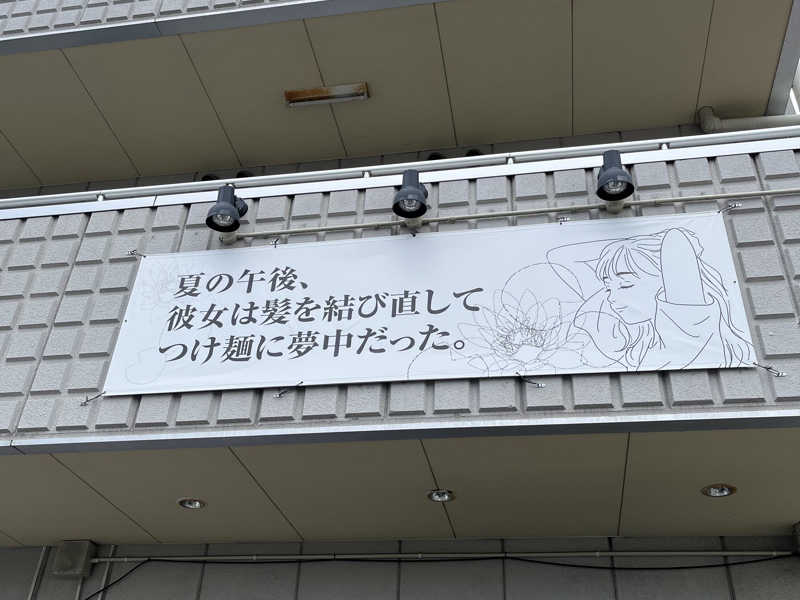 夏の午後、
彼女は髪を結び直して
つけ麺に夢中だった。